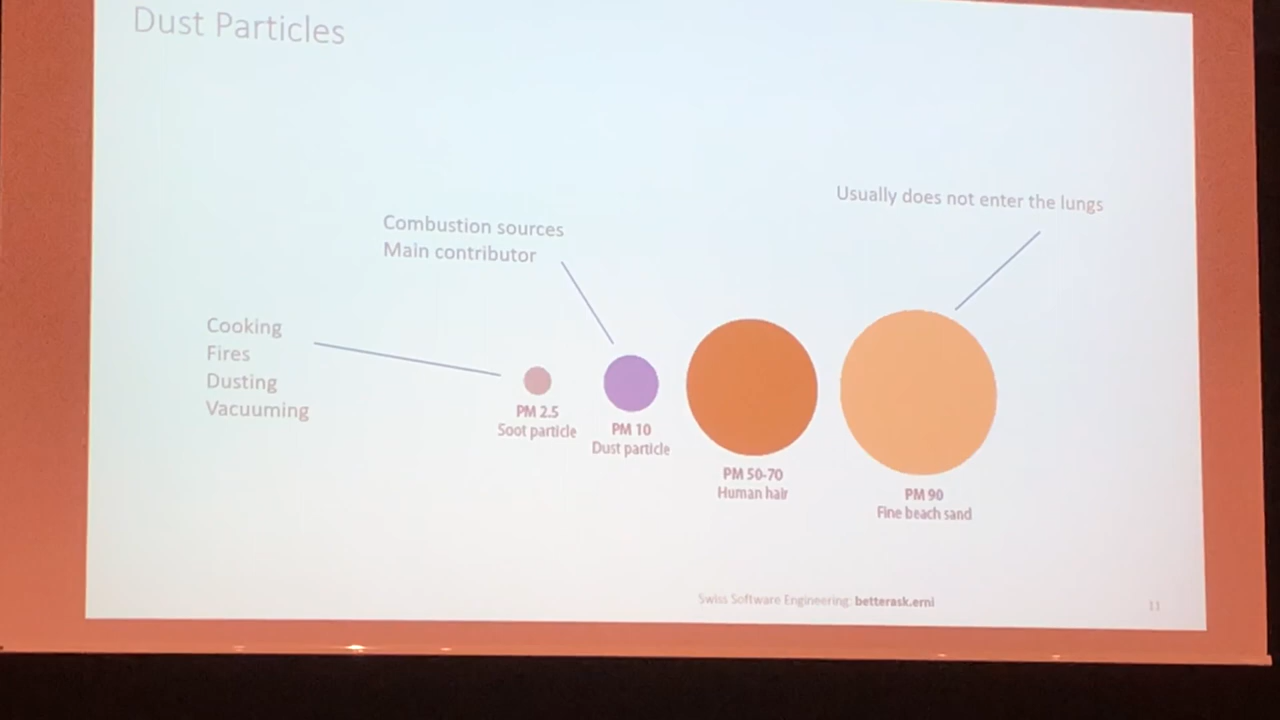 Dust Particles
Usually does not enter the lungs
Combustion sources
Main contributor
Cooking
Fires
Dusting
Vacuuming
PM 2.5
Soot particle
PM 10
Dust particle
PM 50-70
Human hair
PM 90
Fine beach sand
Swiss Software Engineering: betterask.erni
11